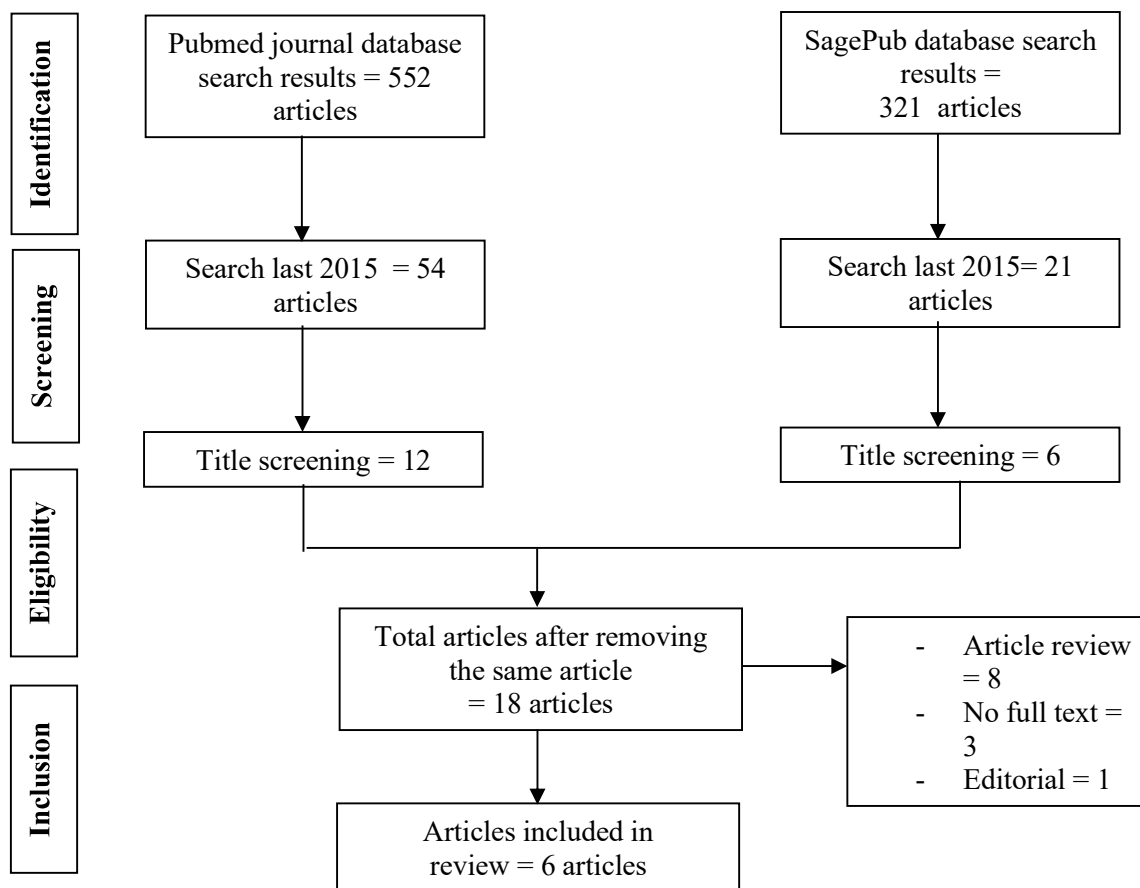 Identification
Pubmed journal database
search results = 552
articles
SagePub database search
results =
321 articles
Screening
Search last 2015 = 54
articles
Search last 2015= 21
articles
Title screening = 12
Title screening = 6
Eligibility
Total articles after removing
the same article
= 18 articles
- Article review
= 8
- No full text =
3
- Editorial = 1
Inclusion
Articles included in
review = 6 articles